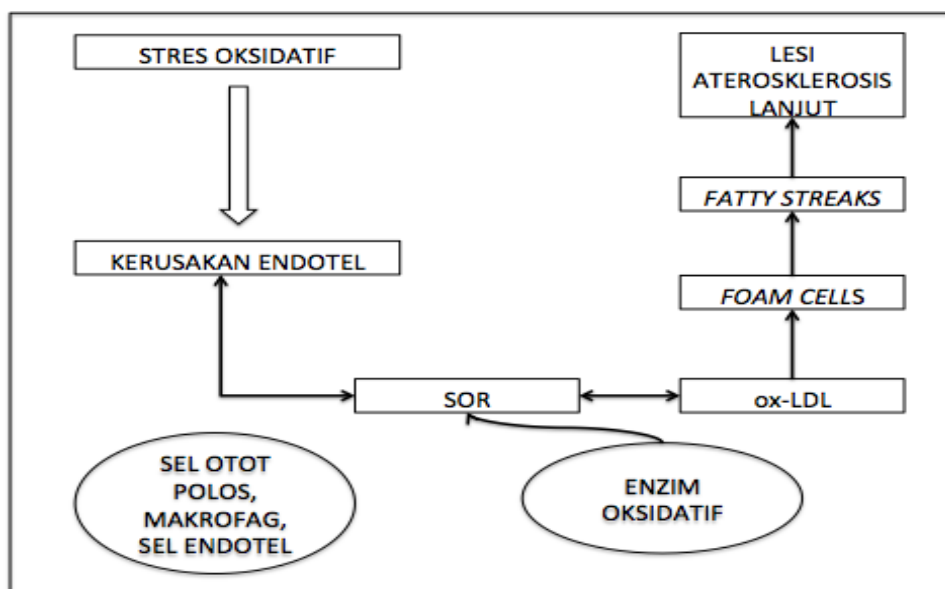 STRES OKSIDATIF
LESI
ATEROSKLEROSIS
LANJUT
FATTY STREAKS
KERUSAKAN ENDOTEL
FOAM CELLS
SOR
ox-LDL
SEL OTOT
POLOS,
MAKROFAG,
SEL ENDOTEL
ENZIM
OKSIDATIF